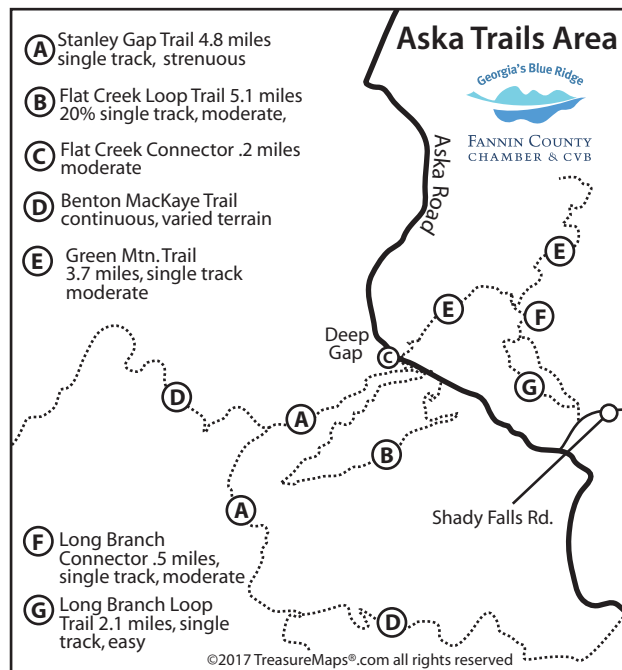 Aska Trails Area
Georgia's Blue Ridge
FANNIN COUNTY
CHAMBER & CVB
A Stanley Gap Trail 4.8 miles
single track, strenuous
B Flat Creek Loop Trail 5.1 miles
20% single track, moderate,
C Flat Creek Connector .2 miles
moderate
D Benton MacKaye Trail
continuous, varied terrain
E Green Mtn. Trail
3.7 miles, single track
moderate
Aska Road
E
E
F
Deep
Gap
C
G
D
A
B
A
Shady Falls Rd.
F Long Branch
Connector .5 miles,
single track, moderate
G Long Branch Loop
Trail 2.1 miles, single
track, easy
D
©2017 TreasureMaps®.com all rights reserved